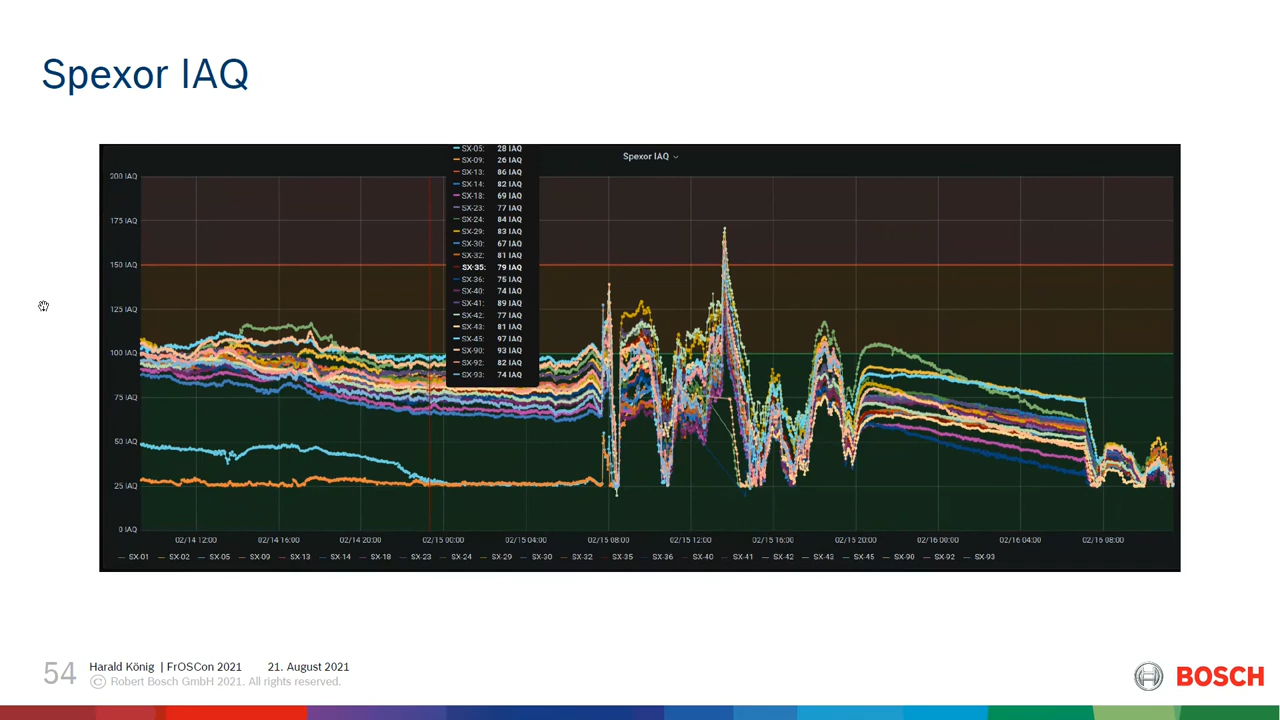 Spexor IAQ
Spexor IAQ
SX-05: 28 IAQ
SX-09: 26 IAQ
SX-13: 86 IAQ
SX-14: 82 IAQ
SX-18: 69 IAQ
SX-23: 77 IAQ
SX-24: 84 IAQ
SX-29: 83 IAQ
SX-30: 67 IAQ
SX-32: 81 IAQ
SX-35: 79 IAQ
SX-36: 75 IAQ
SX-40: 74 IAQ
SX-41: 89 IAQ
SX-42: 77 IAQ
SX-43: 81 IAQ
SX-45: 97 IAQ
SX-90: 93 IAQ
SX-92: 82 IAQ
SX-93: 74 IAQ
200 IAQ
175 IAQ
150 IAQ
125 IAQ
100 IAQ
75 IAQ
50 IAQ
25 IAQ
0 IAQ
02/14 12:00 02/14 16:00 02/14 20:00 02/15 00:00 02/15 04:00 02/15 08:00 02/15 12:00 02/15 16:00 02/15 20:00 02/16 00:00 02/16 04:00 02/16 08:00
SX-01 SX-02 SX-05 SX-09 SX-13 SX-14 SX-18 SX-23 SX-24 SX-29 SX-30 SX-32 SX-35 SX-36 SX-40 SX-41 SX-42 SX-43 SX-45 SX-90 SX-92 SX-93
54 Harald König | FrOSCon 2021 21. August 2021
© Robert Bosch GmbH 2021. All rights reserved.
BOSCH